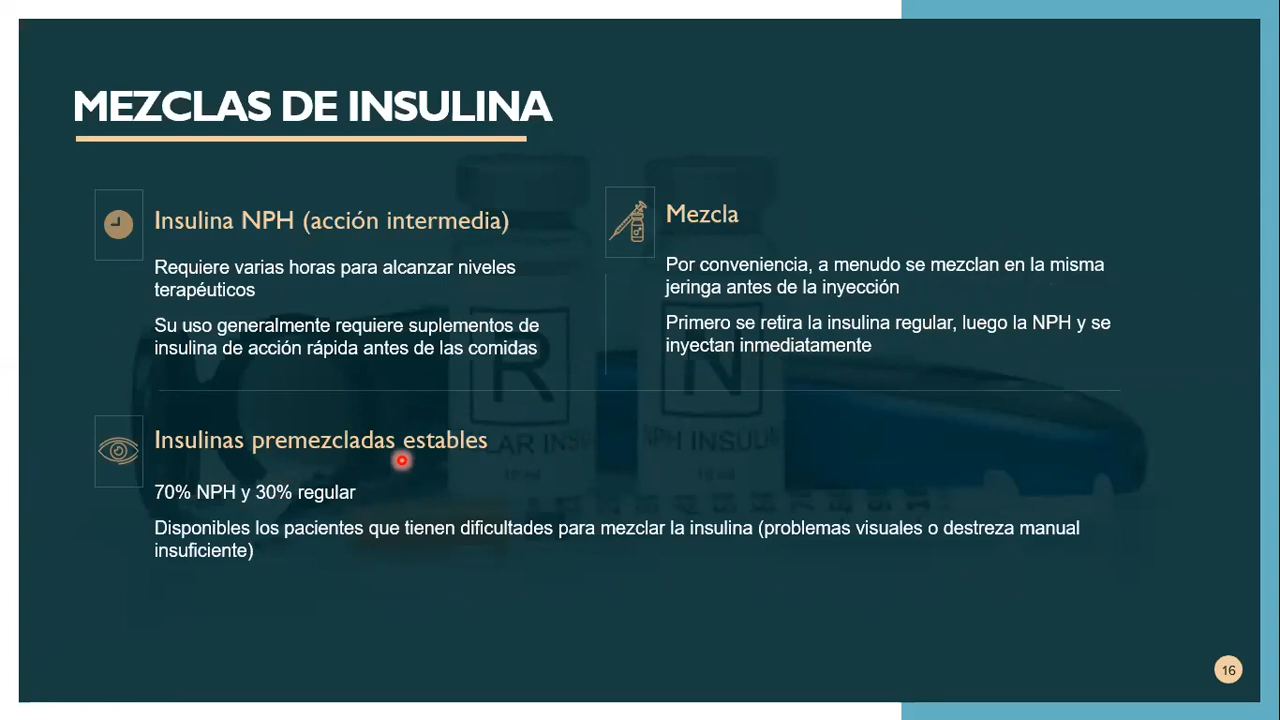 MEZCLAS DE INSULINA
Insulina NPH (acción intermedia)
Requiere varias horas para alcanzar niveles
terapéuticos
Su uso generalmente requiere suplementos de
insulina de acción rápida antes de las comidas
Mezcla
Por conveniencia, a menudo se mezclan en la misma
jeringa antes de la inyección
Primero se retira la insulina regular, luego la NPH y se
inyectan inmediatamente
R
N
LAR INS
NPH INSUL
Insulinas premezcladas estables
70% NPH y 30% regular
Disponibles los pacientes que tienen dificultades para mezclar la insulina (problemas visuales o destreza manual
insuficiente)
16